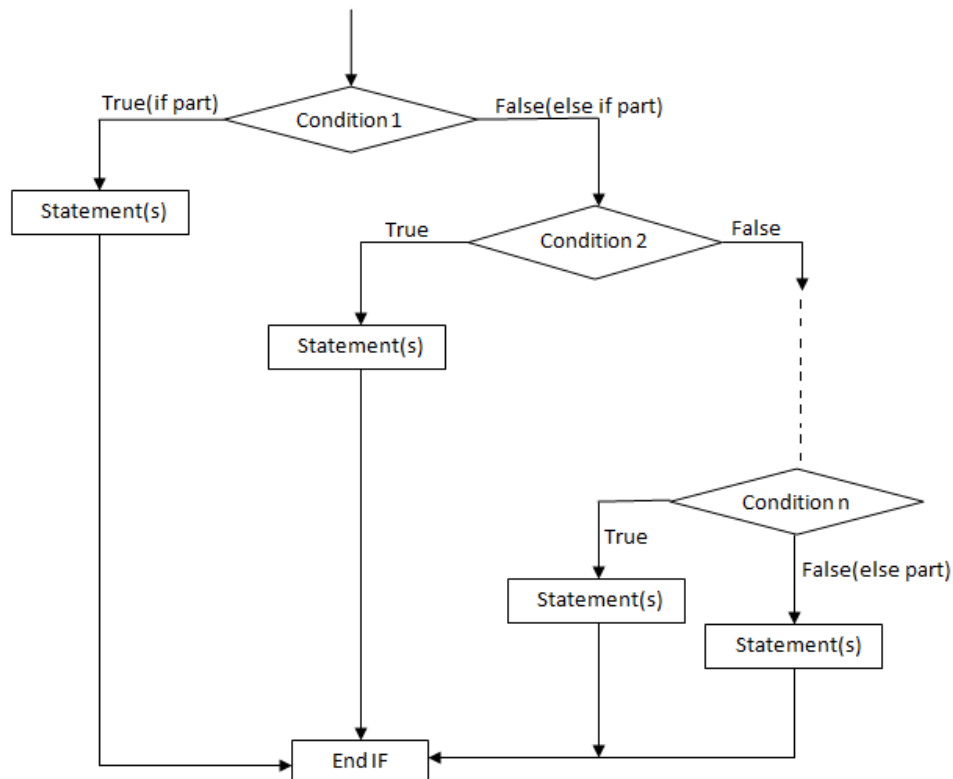 True(if part)
Condition 1
False(else if part)
Statement(s)
True
Condition 2
False
Statement(s)
Condition n
True
False(else part)
Statement(s)
Statement(s)
End IF